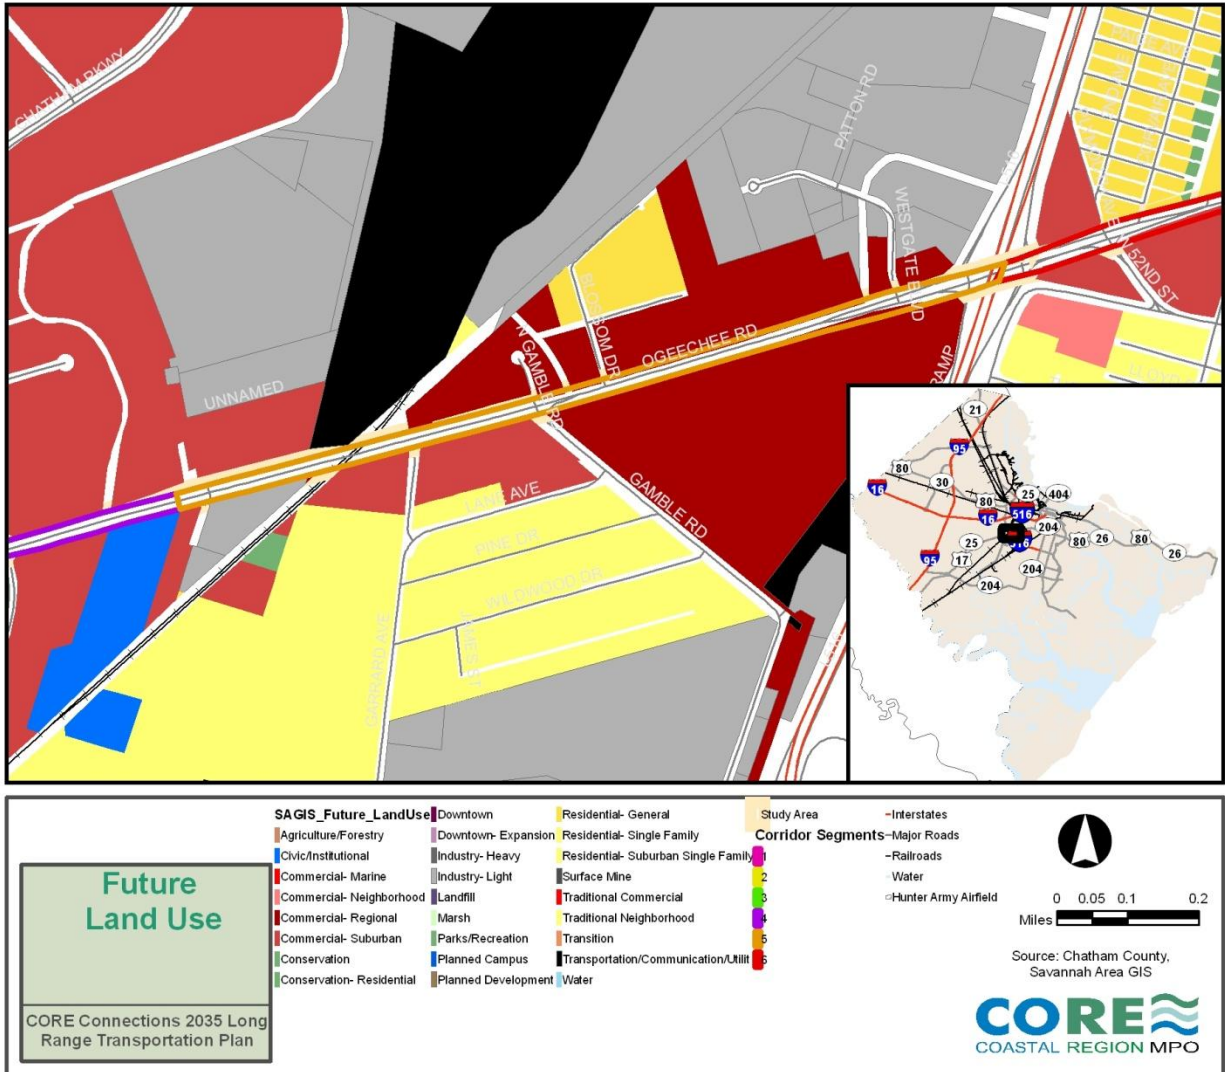 CHATHAM PKWY
PATTON RD
WESTGATE BLVD
52ND ST
BLOSSOM DR
N GAMBLE RD
OGEECHEE RD
UNNAMED
RAMP
LANE AVE
GAMBLE RD
PINE DR
WILDWOOD DR
JAMES ST
GARRARD AVE
21
95
80
16
30
80
25
404
516
16
204
25
80
26
80
26
95
17
204
204
Future
Land Use
CORE Connections 2035 Long
Range Transportation Plan
SAGIS_Future_LandUse
Agriculture/Forestry
Civic/Institutional
Commercial- Marine
Commercial- Neighborhood
Commercial- Regional
Commercial- Suburban
Conservation
Conservation- Residential
Downtown
Downtown- Expansion
Industry- Heavy
Industry- Light
Landfill
Marsh
Parks/Recreation
Planned Campus
Planned Development
Residential- General
Residential- Single Family
Residential- Suburban Single Family
Surface Mine
Traditional Commercial
Traditional Neighborhood
Transition
Transportation/Communication/Utilit
Water
Study Area
Corridor Segments
1
2
3
4
5
6
Interstates
Major Roads
Railroads
Water
Hunter Army Airfield
0 0.05 0.1 0.2
Miles
Source: Chatham County,
Savannah Area GIS
CORE
COASTAL REGION MPO